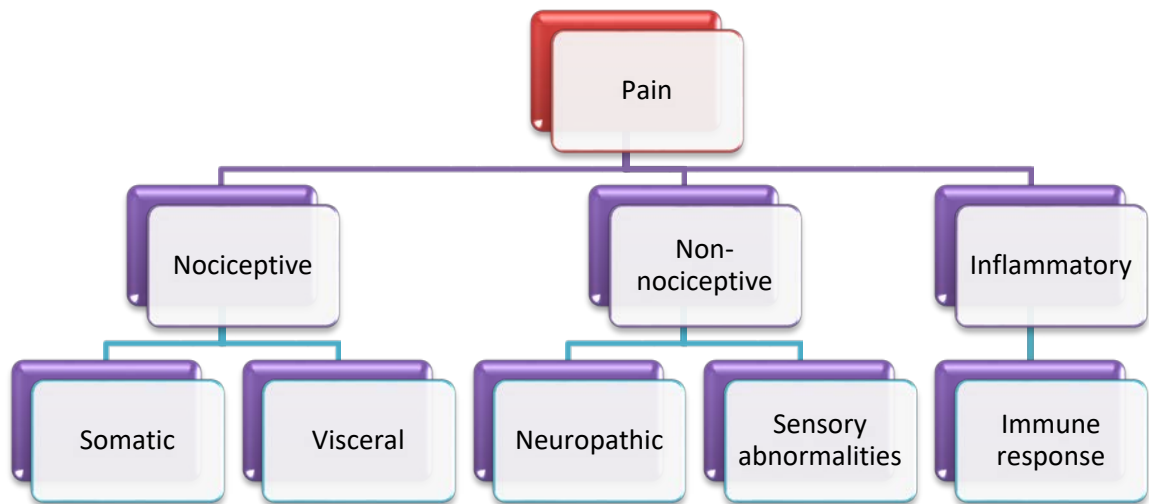 Pain
Nociceptive
Non-
nociceptive
Inflammatory
Somatic
Visceral
Neuropathic
Sensory
abnormalities
Immune
response